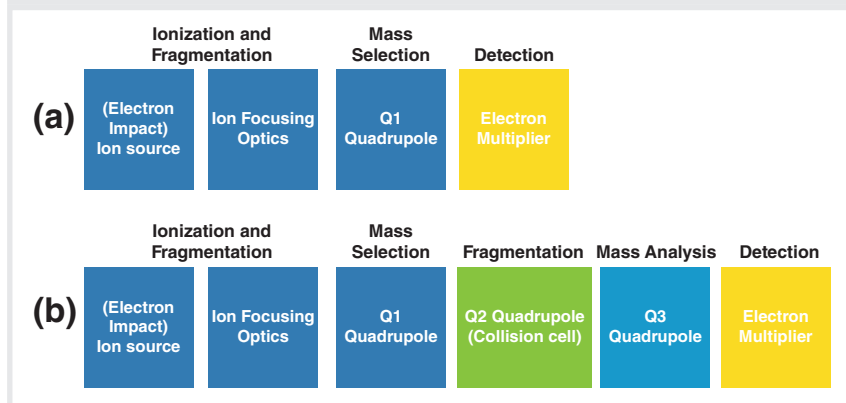 Ionization and
Fragmentation
Mass
Selection
Detection
(a)
(Electron
Impact)
Ion source
Ion Focusing
Optics
Q1
Quadrupole
Electron
Multiplier
Ionization and
Fragmentation
Mass
Selection
Fragmentation
Mass Analysis
Detection
(b)
(Electron
Impact)
Ion source
Ion Focusing
Optics
Q1
Quadrupole
Q2 Quadrupole
(Collision cell)
Q3
Quadrupole
Electron
Multiplier